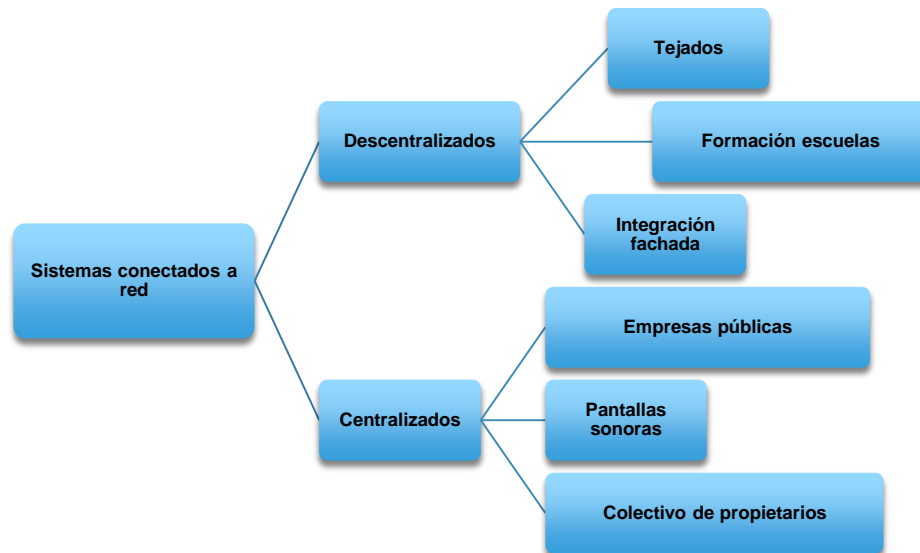 Sistemas conectados a
red
Descentralizados
Tejados
Formación escuelas
Integración
fachada
Centralizados
Empresas públicas
Pantallas
sonoras
Colectivo de propietarios